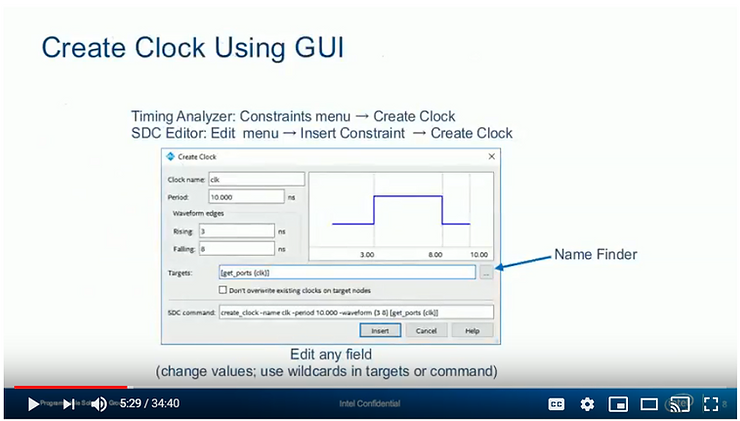 Create Clock Using GUI
Timing Analyzer: Constraints menu → Create Clock
SDC Editor: Edit menu → Insert Constraint → Create Clock
Create Clock
Clock name: clk
Period: 10.000 ns
Waveform edges
Rising: 3 ns
Falling: 8 ns
3.00 8.00 10.00
Targets: [get_ports {clk}] ...
Name Finder
Don't overwrite existing clocks on target nodes
SDC command: create_clock -name clk -period 10.000 -waveform {3 8} [get_ports {clk}]
Insert Cancel Help
Edit any field
(change values; use wildcards in targets or command)
5:29 / 34:40
Intel Confidential
CC